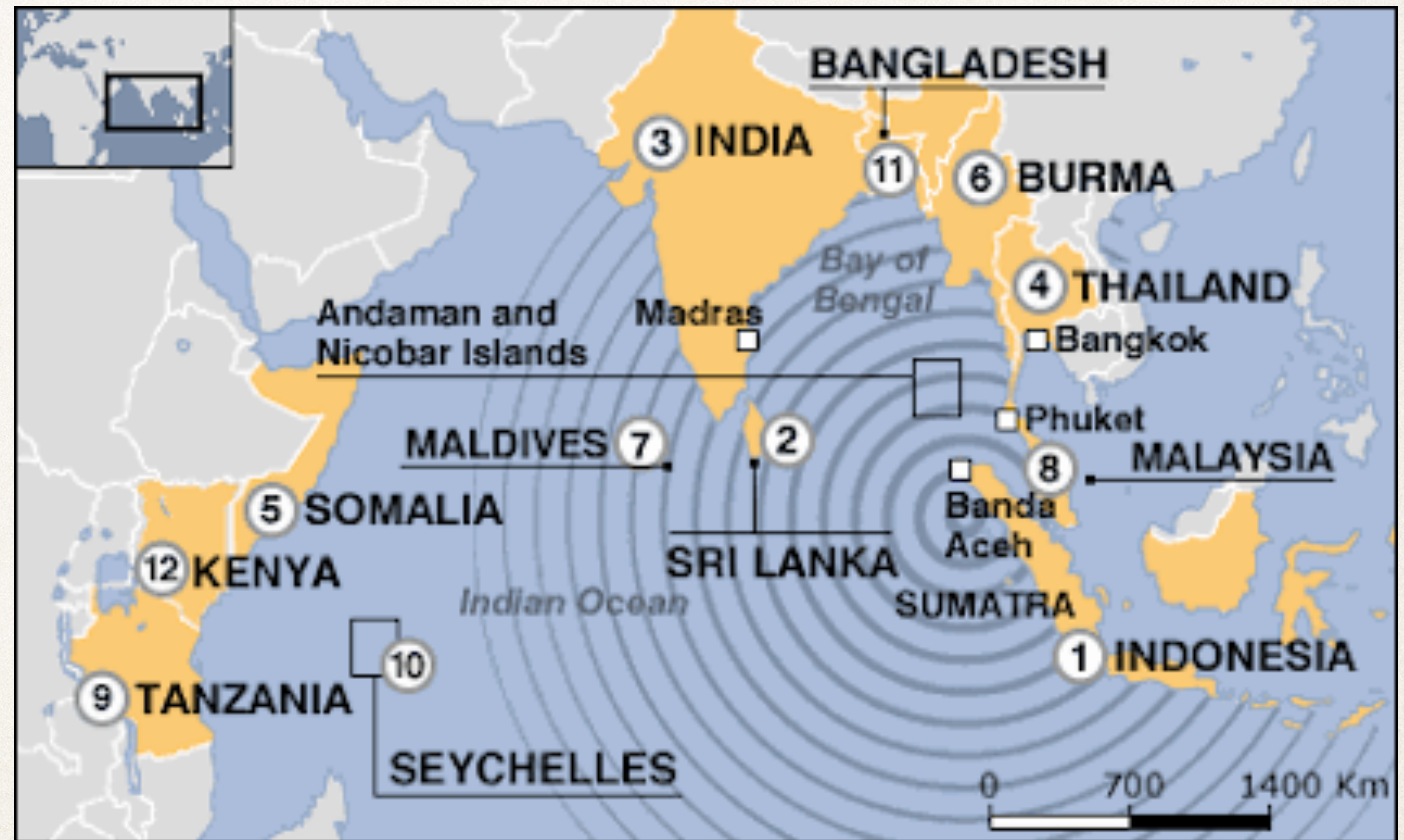 BANGLADESH
3 INDIA
11
6 BURMA
Bay of
Bengal
4 THAILAND
Andaman and
Nicobar Islands
Madras
Bangkok
Phuket
MALDIVES 7
2
8 MALAYSIA
5 SOMALIA
Banda
Aceh
SRI LANKA
12 KENYA
Indian Ocean
SUMATRA
10
1 INDONESIA
9 TANZANIA
SEYCHELLES
0 700 1400 Km